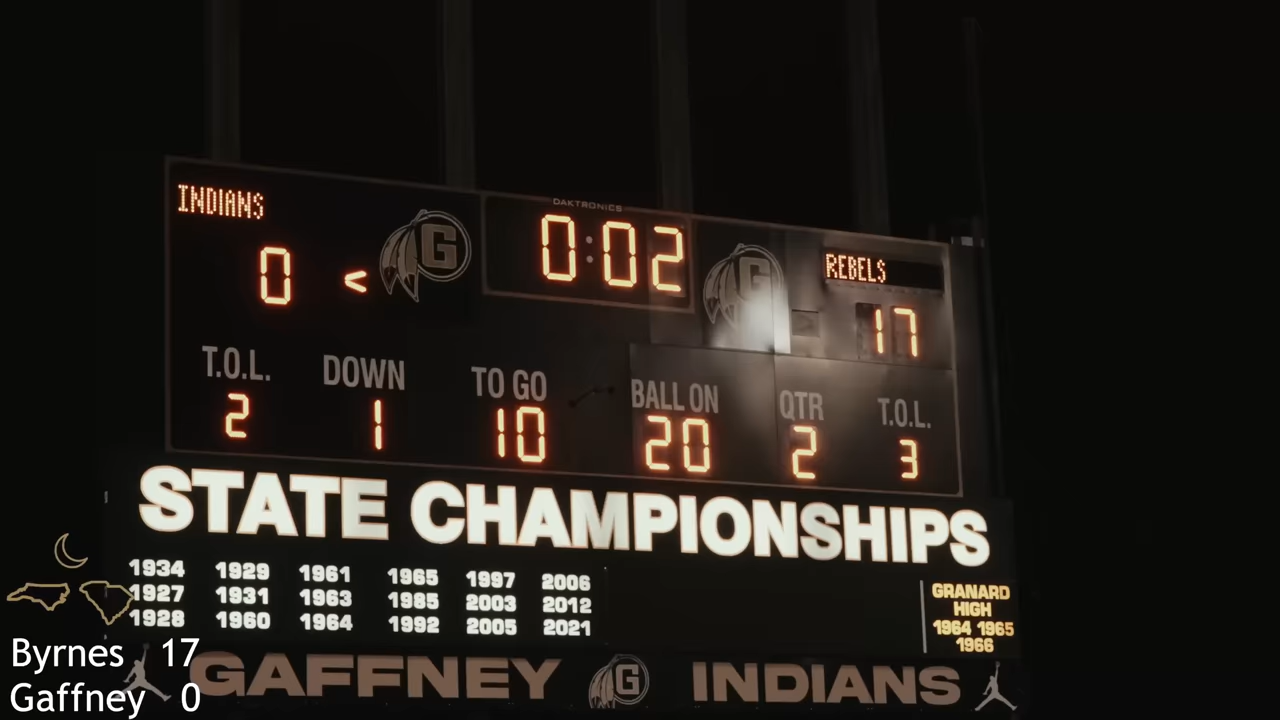 DAKTRONICS
INDIANS
0:02
REBELS
0 <
G
G
17
T.O.L. DOWN TO GO BALL ON QTR T.O.L.
2 1 10 20 2 3
STATE CHAMPIONSHIPS
1934 1929 1961 1965 1997 2006
1927 1931 1963 1985 2003 2012
1928 1960 1964 1992 2005 2021
GRANARD
HIGH
1964 1965
1966
GAFFNEY G INDIANS
Byrnes 17
Gaffney 0